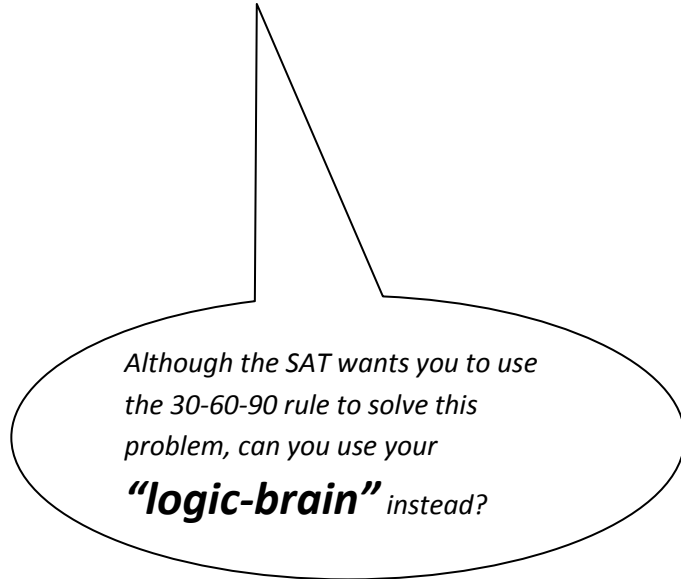 Although the SAT wants you to use
the 30-60-90 rule to solve this
problem, can you use your
“logic-brain” instead?